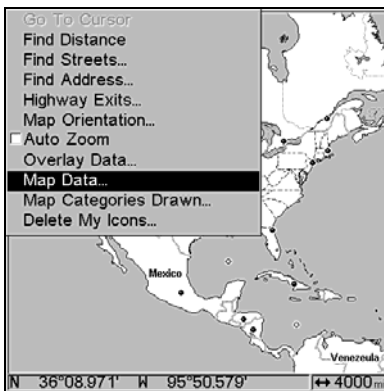 Go To Cursor
Find Distance
Find Streets...
Find Address...
Highway Exits...
Map Orientation...
Auto Zoom
Overlay Data...
Map Data...
Map Categories Drawn...
Delete My Icons...
Mexico
Venezuela
N 36°08.971' W 95°50.579' ↔ 4000 m